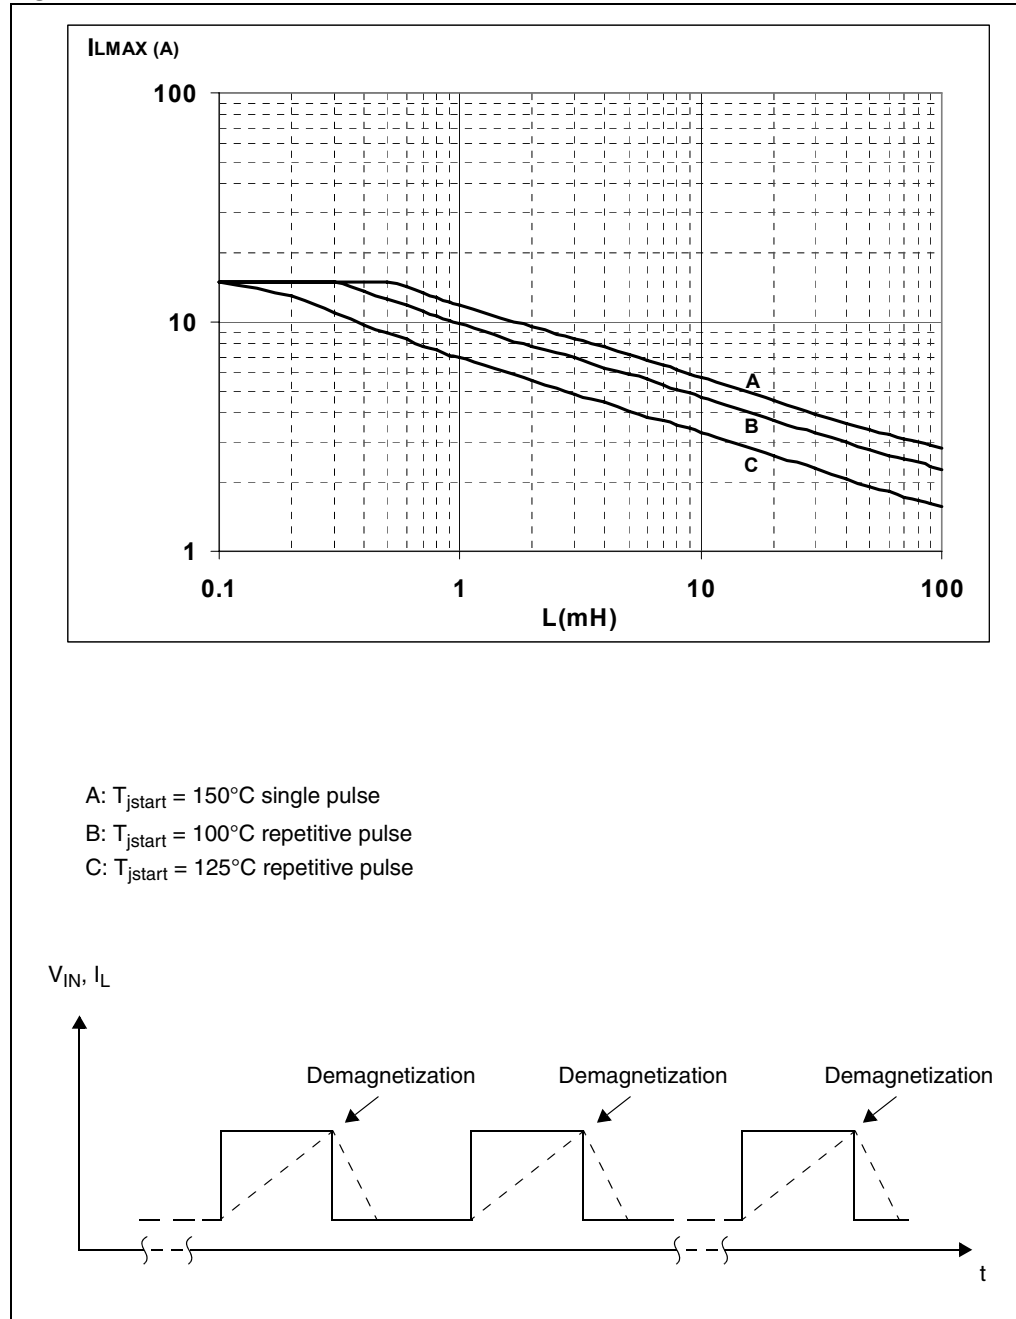 ILMAX (A)
100
10
1
A
B
C
0.1 1 10 100
L(mH)
A: Tjstart = 150°C single pulse
B: Tjstart = 100°C repetitive pulse
C: Tjstart = 125°C repetitive pulse
VIN, IL
Demagnetization Demagnetization Demagnetization
t